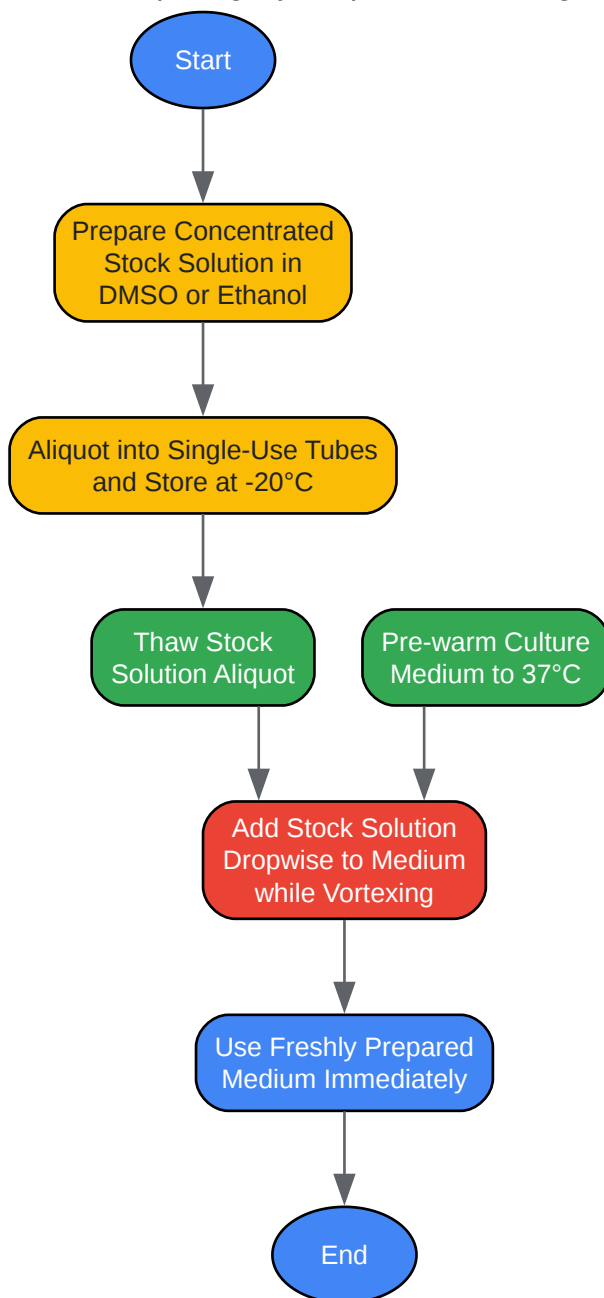 Start
Prepare Concentrated
Stock Solution in
DMSO or Ethanol
Aliquot into Single-Use Tubes
and Store at -20°C
Thaw Stock
Solution Aliquot
Pre-warm Culture
Medium to 37°C
Add Stock Solution
Dropwise to Medium
while Vortexing
Use Freshly Prepared
Medium Immediately
End